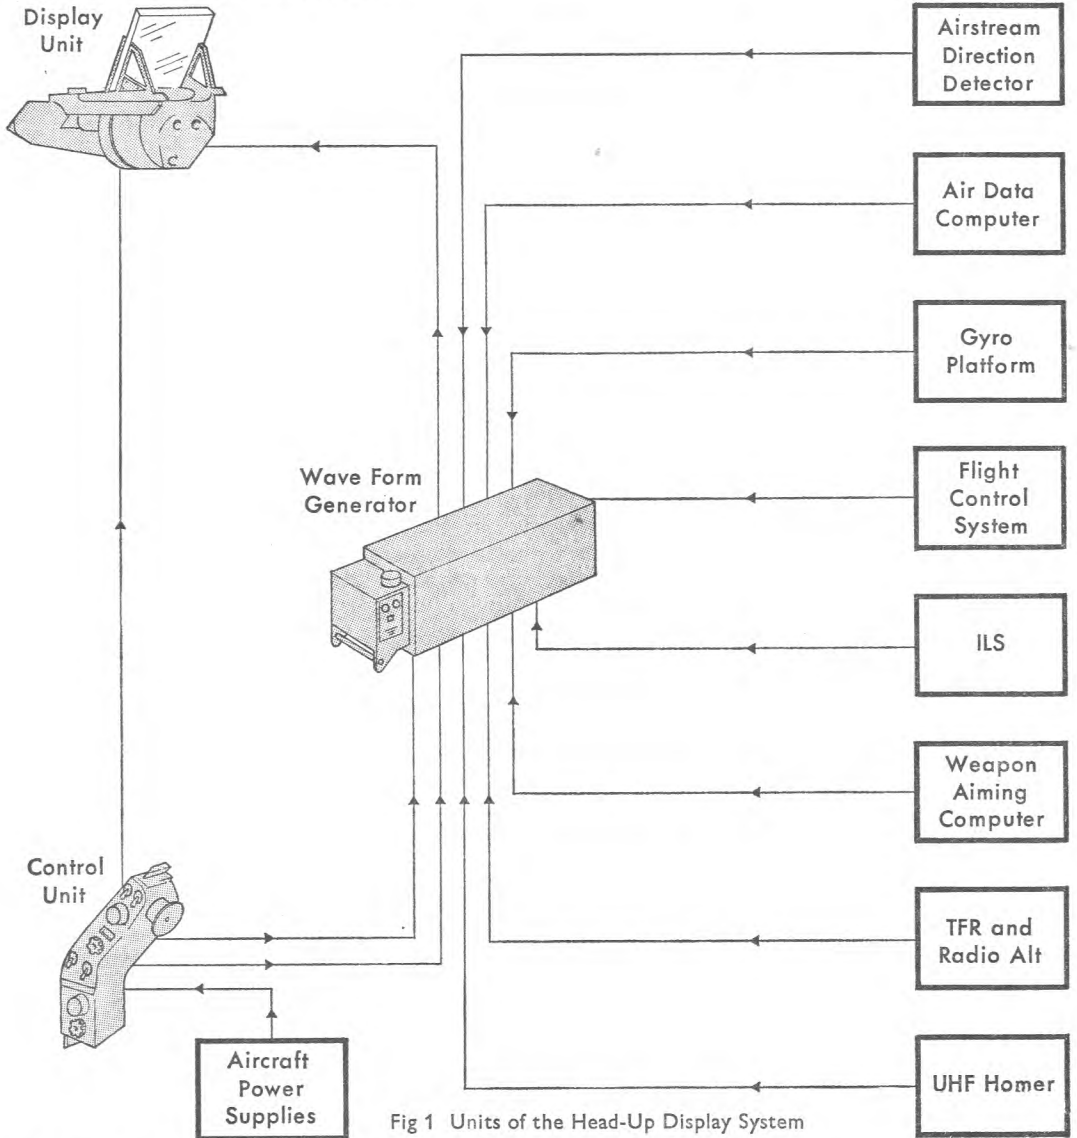 Display
Unit
Airstream
Direction
Detector
Air Data
Computer
Gyro
Platform
Wave Form
Generator
Flight
Control
System
ILS
Weapon
Aiming
Computer
Control
Unit
TFR and
Radio Alt
Aircraft
Power
Supplies
UHF Homer
Fig 1 Units of the Head-Up Display System